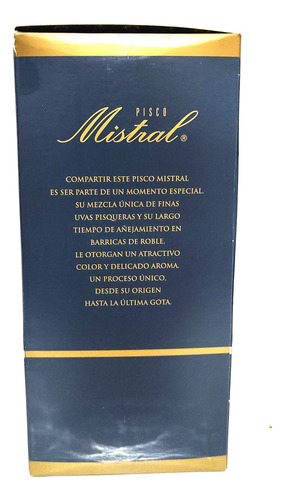 PISCO
Mistral®
COMPARTIR ESTE PISCO MISTRAL
ES SER PARTE DE UN MOMENTO ESPECIAL.
SU MEZCLA ÚNICA DE FINAS
UVAS PISQUERAS Y SU LARGO
TIEMPO DE AÑEJAMIENTO EN
BARRICAS DE ROBLE,
LE OTORGAN UN ATRACTIVO
COLOR Y DELICADO AROMA.
UN PROCESO ÚNICO,
DESDE SU ORIGEN
HASTA LA ÚLTIMA GOTA.